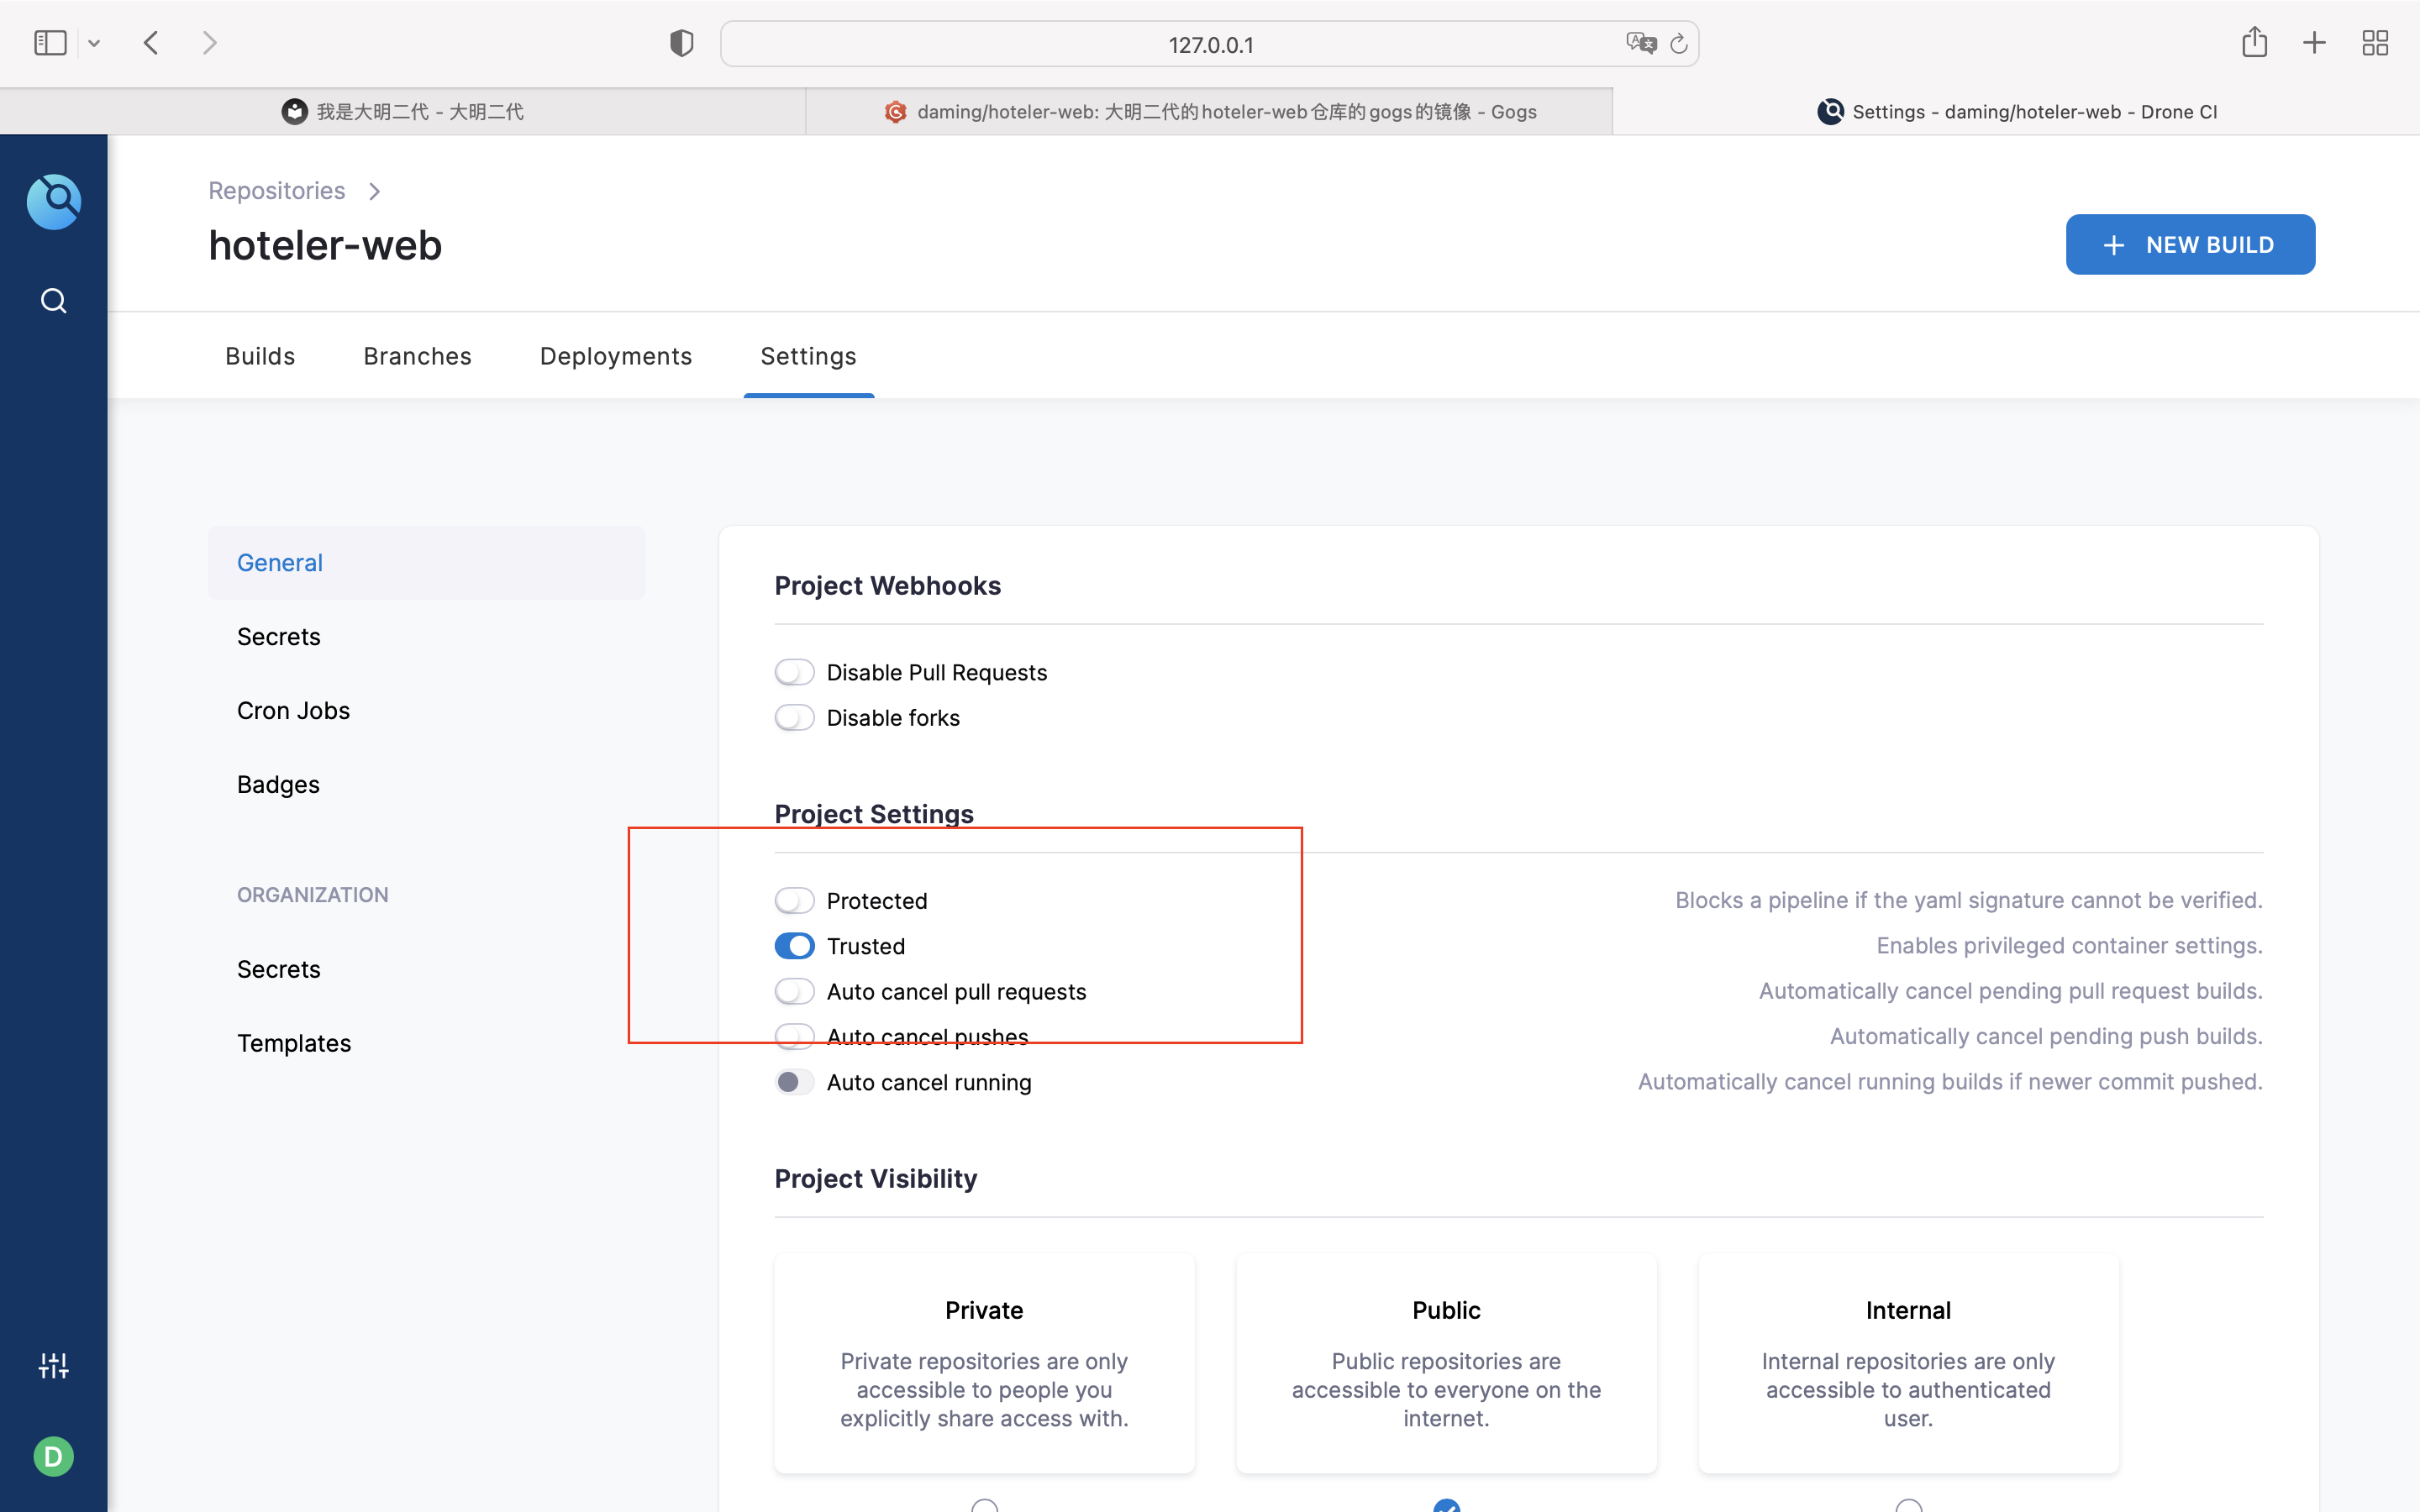 127.0.0.1
我是大明二代 - 大明二代
daming/hoteler-web: 大明二代的hoteler-web仓库的gogs的镜像 - Gogs
Settings - daming/hoteler-web - Drone CI
Repositories
hoteler-web
NEW BUILD
Builds
Branches
Deployments
Settings
General
Secrets
Cron Jobs
Badges
ORGANIZATION
Secrets
Templates
Project Webhooks
Disable Pull Requests
Disable forks
Project Settings
Protected
Blocks a pipeline if the yaml signature cannot be verified.
Trusted
Enables privileged container settings.
Auto cancel pull requests
Automatically cancel pending pull request builds.
Auto cancel pushes
Automatically cancel pending push builds.
Auto cancel running
Automatically cancel running builds if newer commit pushed.
Project Visibility
Private
Private repositories are only
accessible to people you
explicitly share access with.
Public
Public repositories are
accessible to everyone on the
internet.
Internal
Internal repositories are only
accessible to authenticated
user.
D